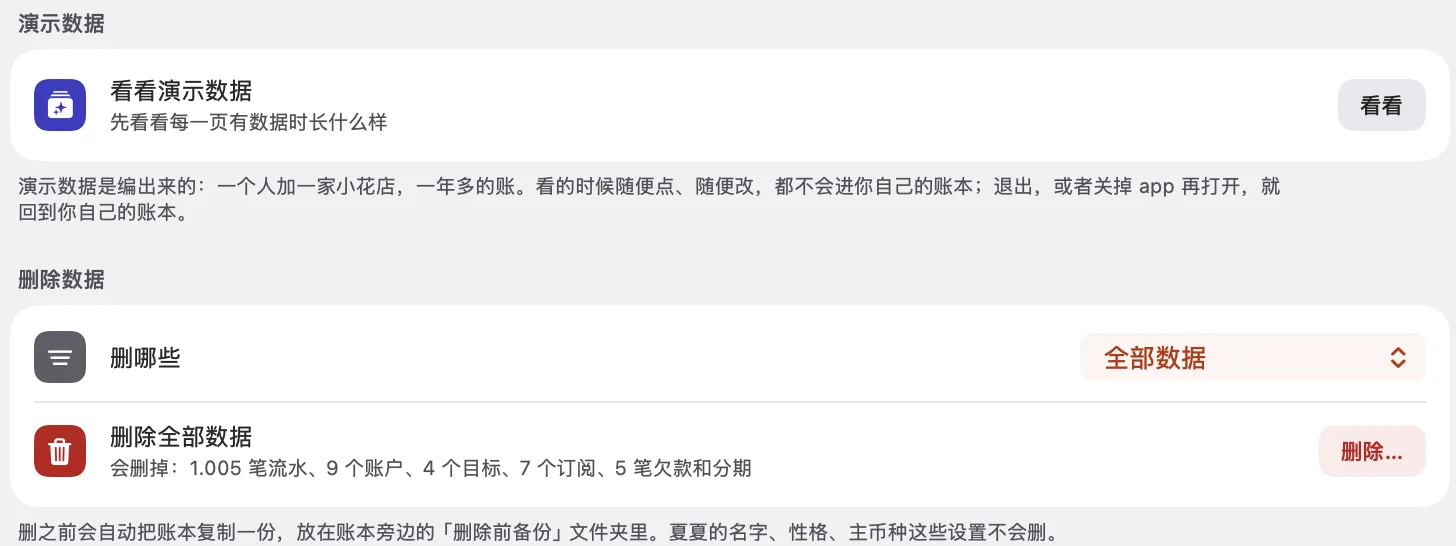 演示数据
看看演示数据
先看看每一页有数据时长什么样
看看
演示数据是编出来的：一个人加一家小花店，一年多的账。看的时候随便点、随便改，都不会进你自己的账本；退出，或者关掉 app 再打开，就
回到你自己的账本。
删除数据
删哪些
全部数据
删除全部数据
会删掉：1.005 笔流水、9 个账户、4 个目标、7 个订阅、5 笔欠款和分期
删除...
删之前会自动把账本复制一份，放在账本旁边的「删除前备份」文件夹里。夏夏的名字、性格、主币种这些设置不会删。